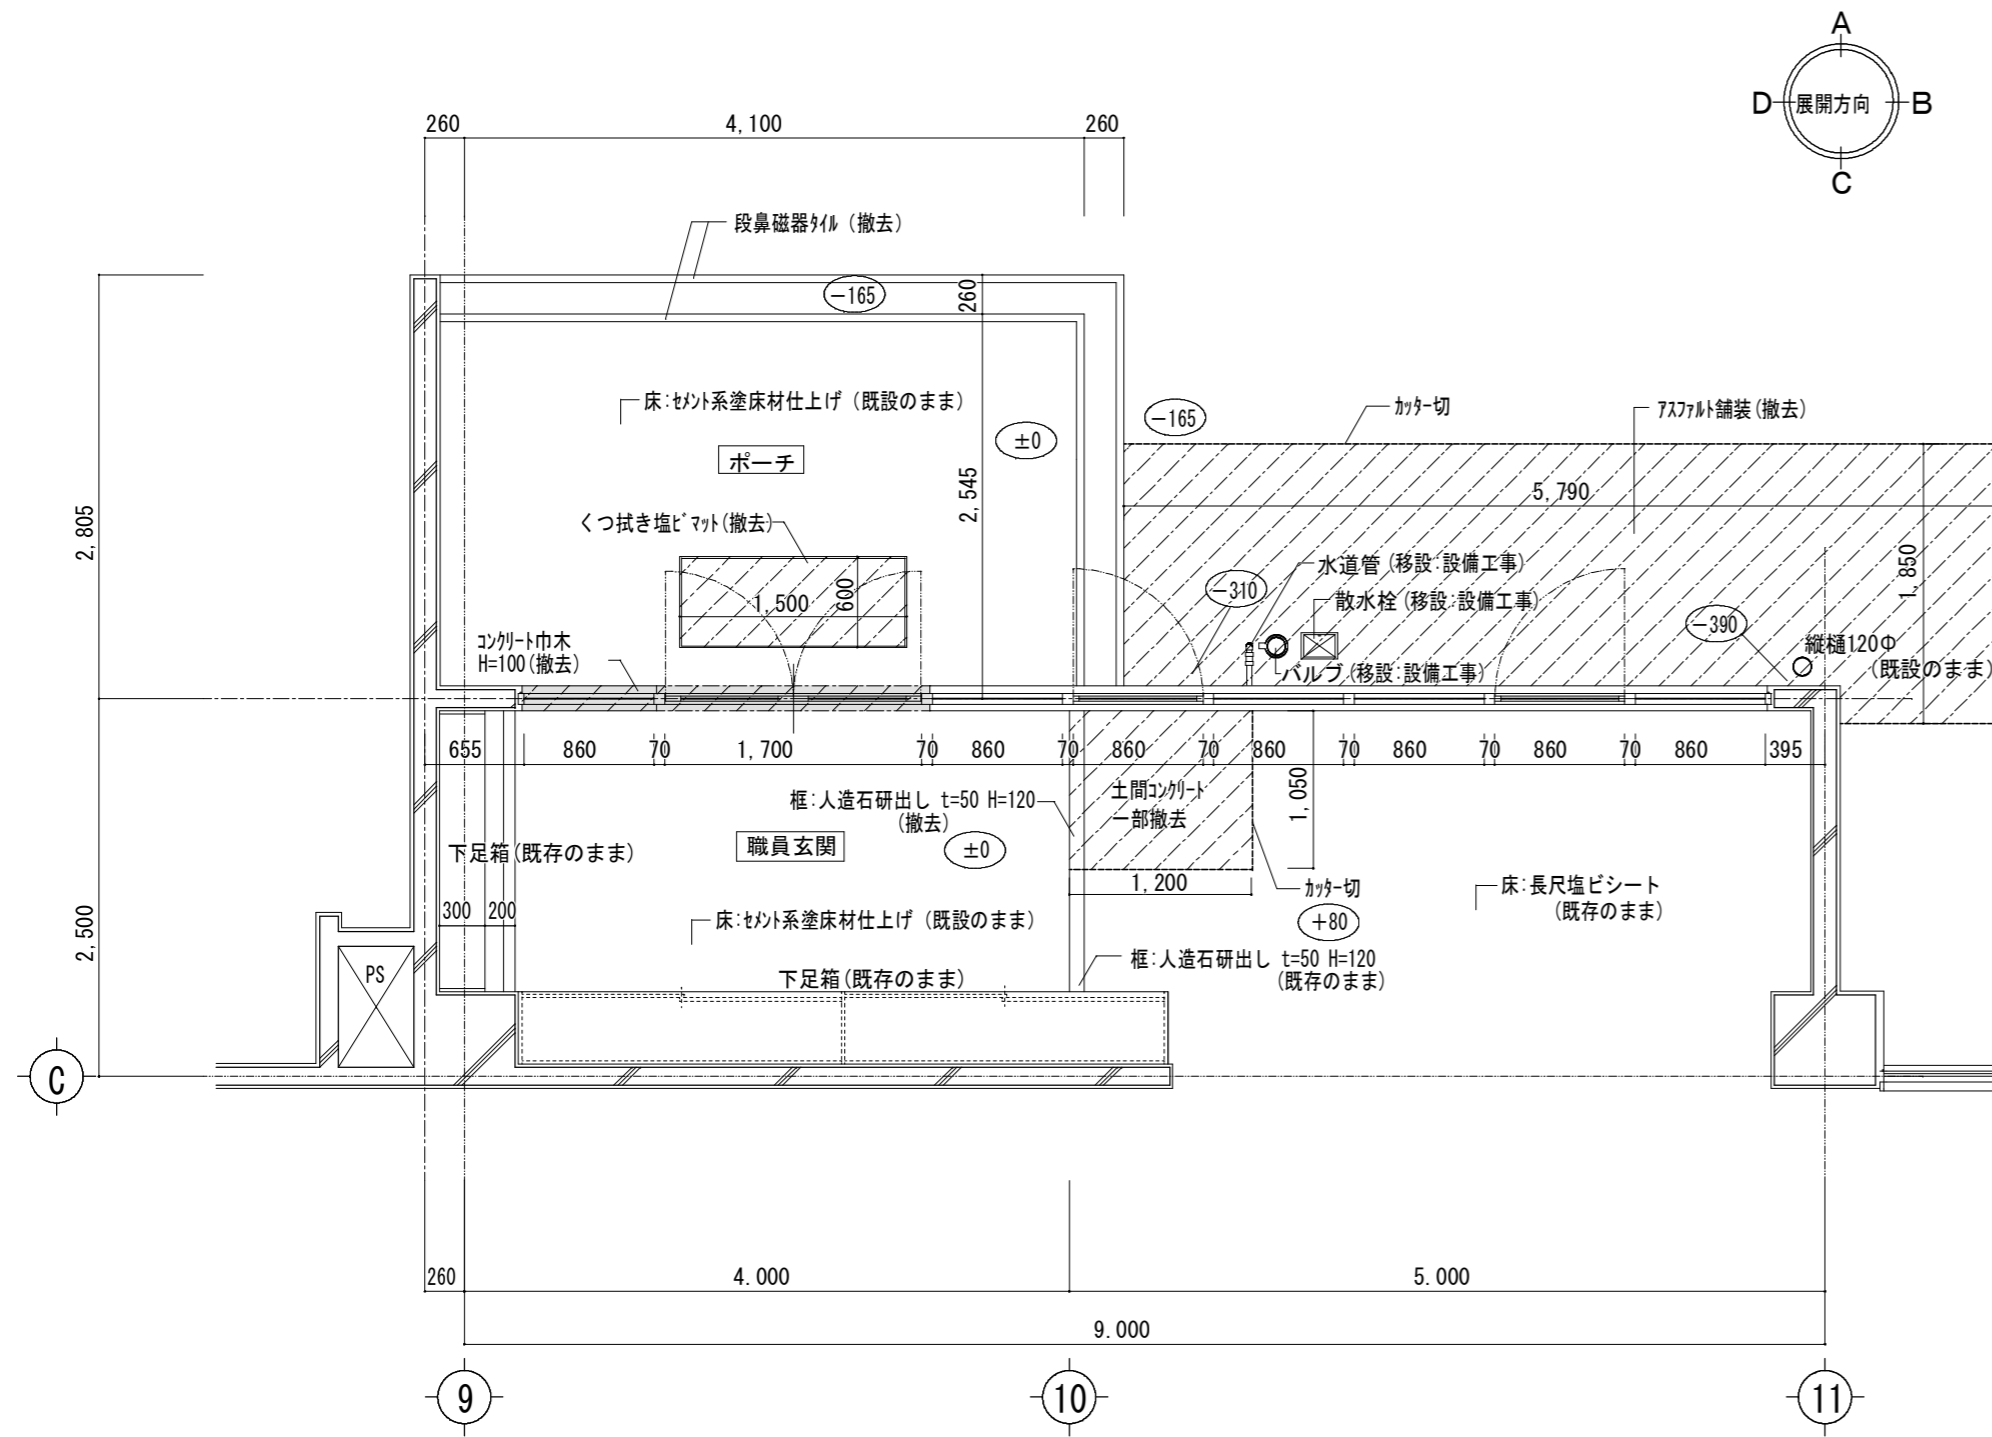 A
D 展開方向 B
C
260 4,100 260
段鼻磁器ﾀｲﾙ (撤去)
-165
260
床:ｾﾒﾝﾄ系塗床材仕上げ (既設のまま)
±0
-165
カッター切
アスファルト舗装(撤去)
ポーチ
5,790
2,545
2,805
くつ拭き塩ビマット(撤去)
1,500
600
水道管 (移設:設備工事)
-310
散水栓 (移設:設備工事)
1,850
-390
縦樋120Φ
(既設のまま)
コンクリート巾木
H=100(撤去)
バルブ (移設:設備工事)
655 860 70 1,700 70 860 70 860 70 860 70 860 70 860 70 860 395
框:人造石研出し t=50 H=120
(撤去)
土間コンクリート
一部撤去
1,050
職員玄関
±0
下足箱(既存のまま)
1,200
カッター切
+80
床:長尺塩ビシート
(既存のまま)
300 200
床:ｾﾒﾝﾄ系塗床材仕上げ (既設のまま)
2,500
框:人造石研出し t=50 H=120
(既存のまま)
下足箱(既存のまま)
PS
C
260 4.000 5.000
9.000
9 10 11